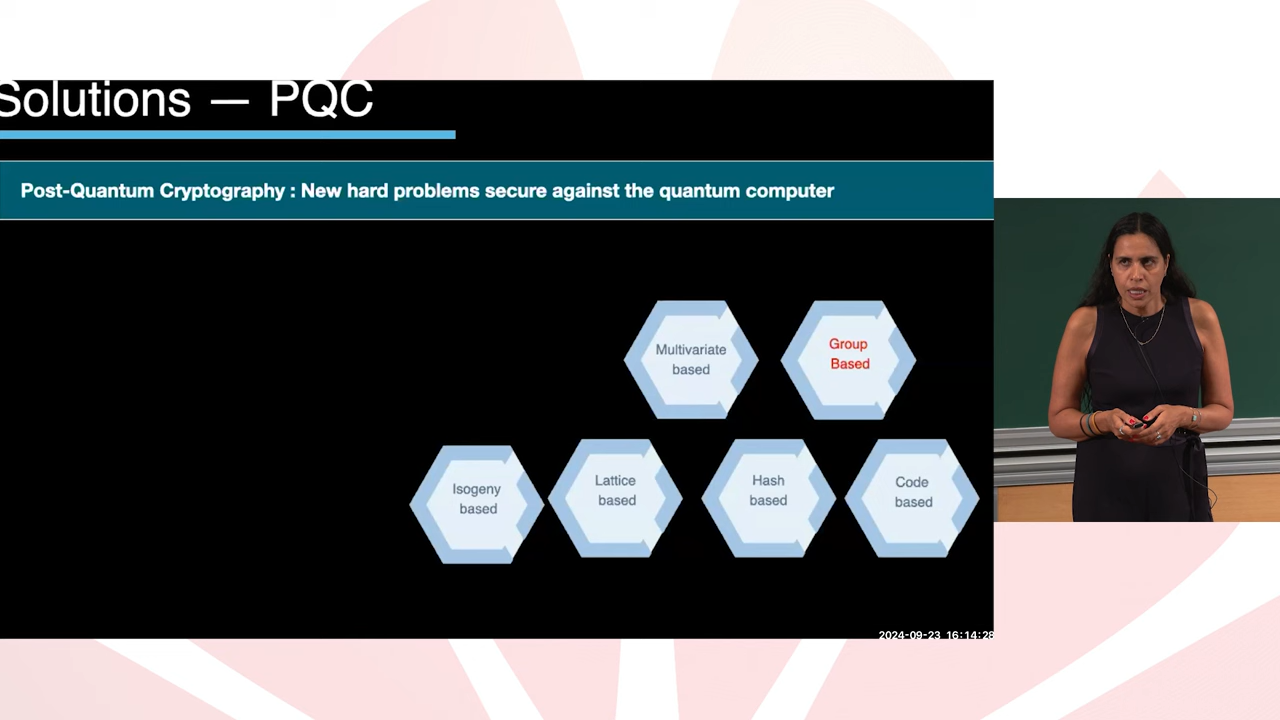 Solutions — PQC
Post-Quantum Cryptography : New hard problems secure against the quantum computer
Multivariate
based
Group
Based
Isogeny
based
Lattice
based
Hash
based
Code
based
2024-09-23 16:14:28